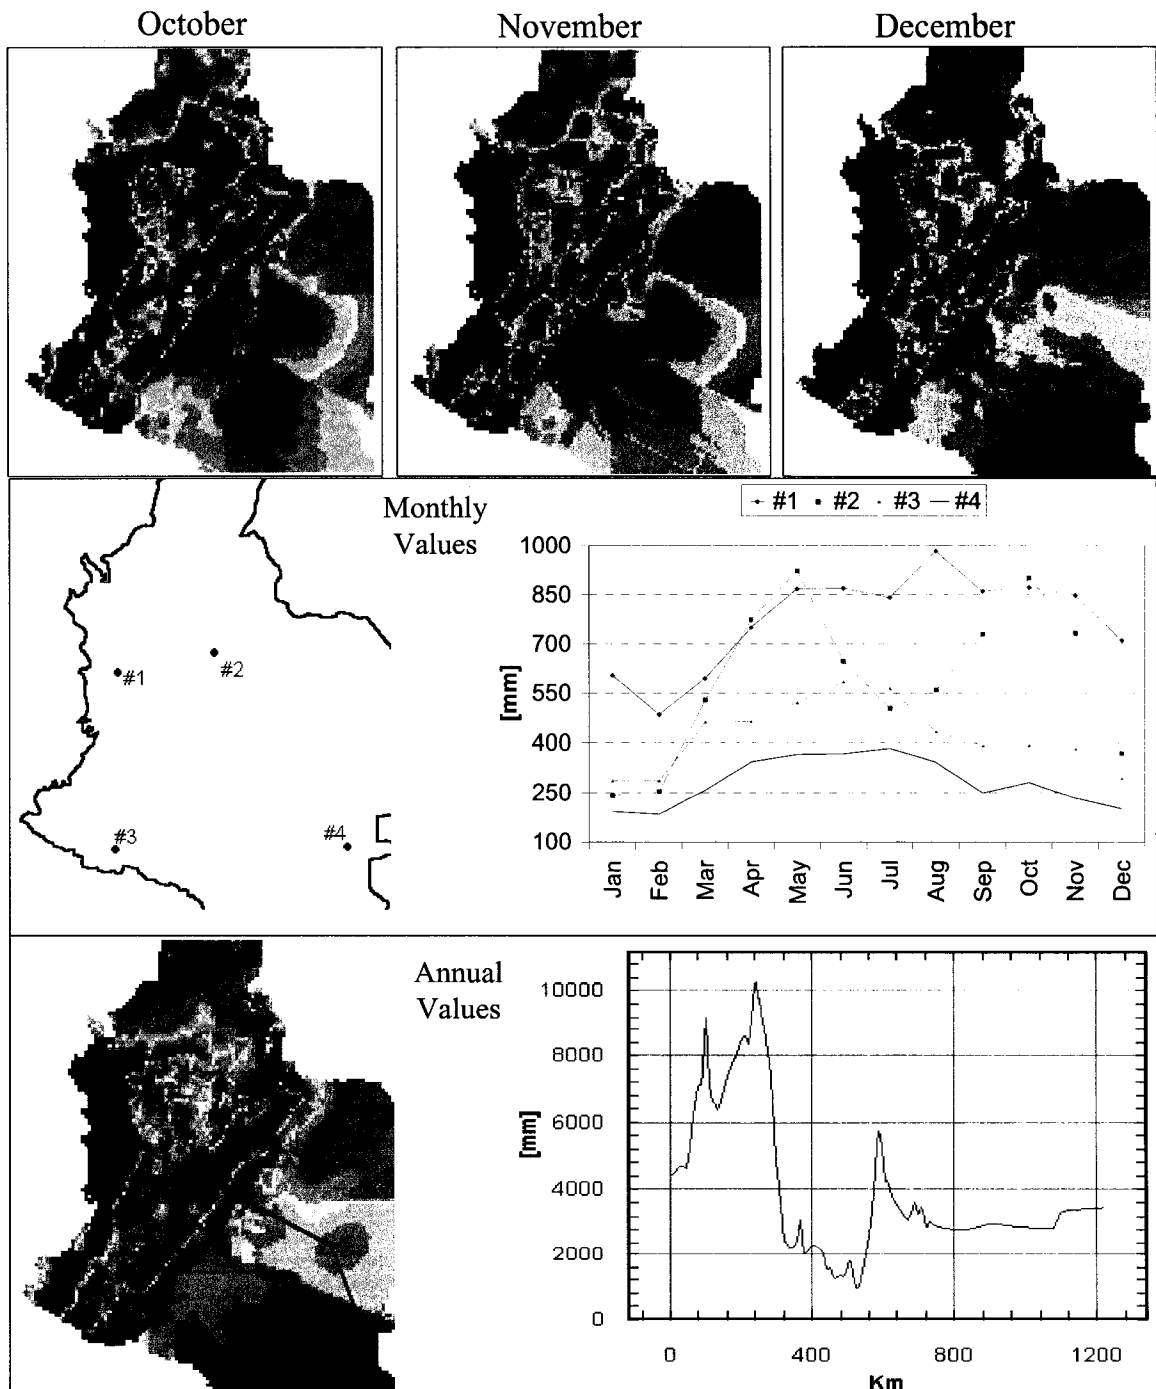 October
November
December
Monthly
Values
#1 #2 #3 #4
1000
850
700
550
400
250
100
[mm]
Jan Feb Mar Apr May Jun Jul Aug Sep Oct Nov Dec
#1
#2
#3
#4
Annual
Values
10000
8000
6000
4000
2000
0
[mm]
0 400 800 1200
Km